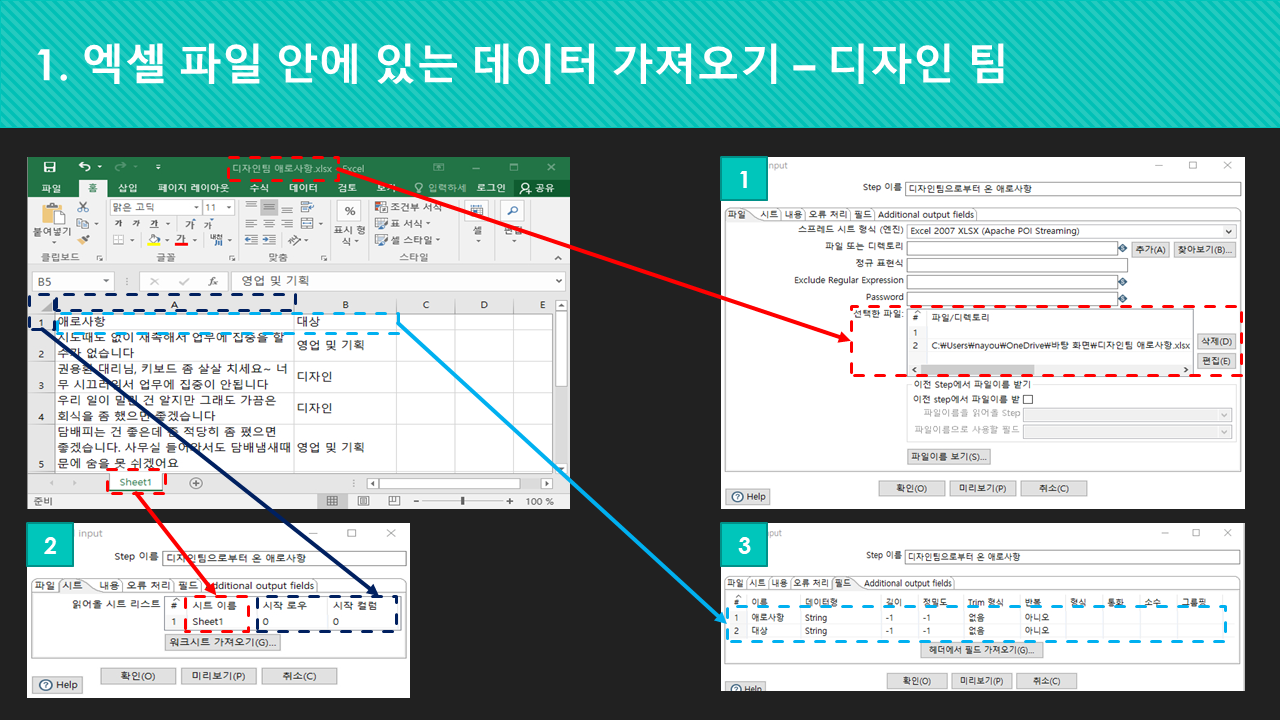 1. 엑셀 파일 안에 있는 데이터 가져오기 – 디자인 팀
디자인팀 애로사항.xlsx - Excel
파일 홈 삽입 페이지 레이아웃 수식 데이터 검토 보기 입력하세 로그인 공유
붙여넣기
맑은 고딕 11
가 가 가 가 가
가 내천
% 표시 형식
조건부 서식
표 서식
셀 스타일
셀
편집
클립보드 글꼴 맞춤 스타일
B5 fx 영업 및 기획
A B C D E
1 애로사항 대상
2 시도때도 없이 재촉해서 업무에 집중을 할
수가 없습니다 영업 및 기획
3 권용환 대리님, 키보드 좀 살살 치세요~ 너
무 시끄러워서 업무에 집중이 안됩니다 디자인
4 우리 일이 밀린 건 알지만 그래도 가끔은
회식을 좀 했으면 좋겠습니다 디자인
5 담배피는 건 좋은데 좀 적당히 좀 폈으면
좋겠습니다. 사무실 들어와서도 담배냄새때
문에 숨을 못 쉬겠어요 영업 및 기획
Sheet1
준비 100 %
1
nput
Step 이름 디자인팀으로부터 온 애로사항
파일 시트 내용 오류 처리 필드 Additional output fields
스프레드 시트 형식 (엔진) Excel 2007 XLSX (Apache POI Streaming)
파일 또는 디렉토리 추가(A) 찾아보기(B)...
정규 표현식
Exclude Regular Expression
Password
선택한 파일: # 파일/디렉토리
1
2 C:₩Users₩nayou₩OneDrive₩바탕 화면₩디자인팀 애로사항.xlsx
삭제(D)
편집(E)
이전 Step에서 파일이름 받기
이전 step에서 파일이름 받
파일이름을 읽어올 Step
파일이름으로 사용할 필드
파일이름 보기(S)...
Help 확인(O) 미리보기(P) 취소(C)
2
input
Step 이름 디자인팀으로부터 온 애로사항
파일 시트 내용 오류 처리 필드 Additional output fields
읽어올 시트 리스트 # 시트 이름 시작 로우 시작 컬럼
1 Sheet1 0 0
워크시트 가져오기(G)...
확인(O) 미리보기(P) 취소(C)
Help
3
put
Step 이름 디자인팀으로부터 온 애로사항
파일 시트 내용 오류 처리 필드 Additional output fields
# 이름 데이터형 길이 정밀도 Trim 형식 반복 형식 통화 소수 그룹핑
1 애로사항 String -1 -1 없음 아니오
2 대상 String -1 -1 없음 아니오
헤더에서 필드 가져오기(G)...
확인(O) 미리보기(P) 취소(C)
Help